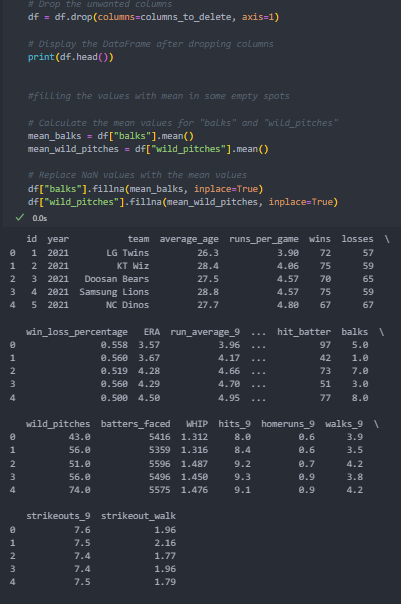 # Drop the unwanted columns
df = df.drop(columns=columns_to_delete, axis=1)
# Display the DataFrame after dropping columns
print(df.head())
#filling the values with mean in some empty spots
# Calculate the mean values for "balks" and "wild_pitches"
mean_balks = df["balks"].mean()
mean_wild_pitches = df["wild_pitches"].mean()
# Replace NaN values with the mean values
df["balks"].fillna(mean_balks, inplace=True)
df["wild_pitches"].fillna(mean_wild_pitches, inplace=True)
0.0s
id year team average_age runs_per_game wins losses \
0 1 2021 LG Twins 26.3 3.90 72 57
1 2 2021 KT Wiz 28.4 4.06 75 59
2 3 2021 Doosan Bears 27.5 4.57 70 65
3 4 2021 Samsung Lions 28.8 4.57 75 59
4 5 2021 NC Dinos 27.7 4.80 67 67
win_loss_percentage ERA run_average_9 ... hit_batter balks \
0 0.558 3.57 3.96 ... 97 5.0
1 0.560 3.67 4.17 ... 42 1.0
2 0.519 4.28 4.66 ... 73 7.0
3 0.560 4.29 4.70 ... 51 3.0
4 0.500 4.50 4.95 ... 77 8.0
wild_pitches batters_faced WHIP hits_9 homeruns_9 walks_9 \
0 43.0 5416 1.312 8.0 0.6 3.9
1 56.0 5359 1.316 8.4 0.6 3.5
2 51.0 5596 1.487 9.2 0.7 4.2
3 56.0 5496 1.450 9.3 0.9 3.8
4 74.0 5575 1.476 9.1 0.9 4.2
strikeouts_9 strikeout_walk
0 7.6 1.96
1 7.5 2.16
2 7.4 1.77
3 7.4 1.96
4 7.5 1.79